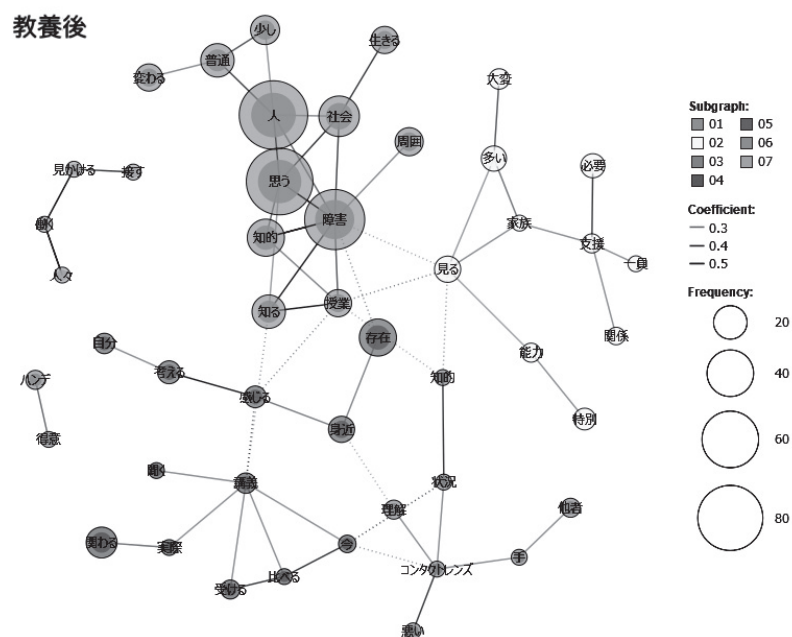 教養後
少し
生きる
普通
変わる
大変
人
社会
周囲
多い
必要
見かける
接す
思う
障害
働く
知的
家族
支援
一員
人々
見る
知る
授業
存在
関係
自分
能力
ハンデ
考える
知的
感じる
特別
得意
身近
聞く
講義
状況
理解
他者
関わる
実際
今
手
コンタクトレンズ
受ける
比べる
悪い
Subgraph:
01
05
02
06
03
07
04
Coefficient:
0.3
0.4
0.5
Frequency:
20
40
60
80